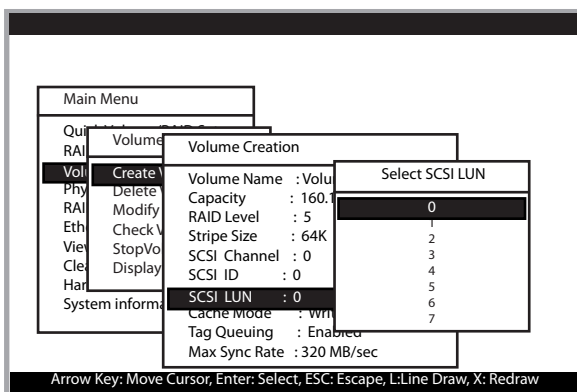 Main Menu
Volume
Volume Creation
Create
Delete
Modify
Check
StopVo
Display
System informa
Volume Name : Volu
Capacity : 160.1
RAID Level : 5
Stripe Size : 64K
SCSI Channel : 0
SCSI ID : 0
SCSI LUN : 0
Cache Mode : Wri
Tag Queuing : Enabled
Max Sync Rate : 320 MB/sec
Select SCSI LUN
0
1
2
3
4
5
6
7
Arrow Key: Move Cursor, Enter: Select, ESC: Escape, L:Line Draw, X: Redraw